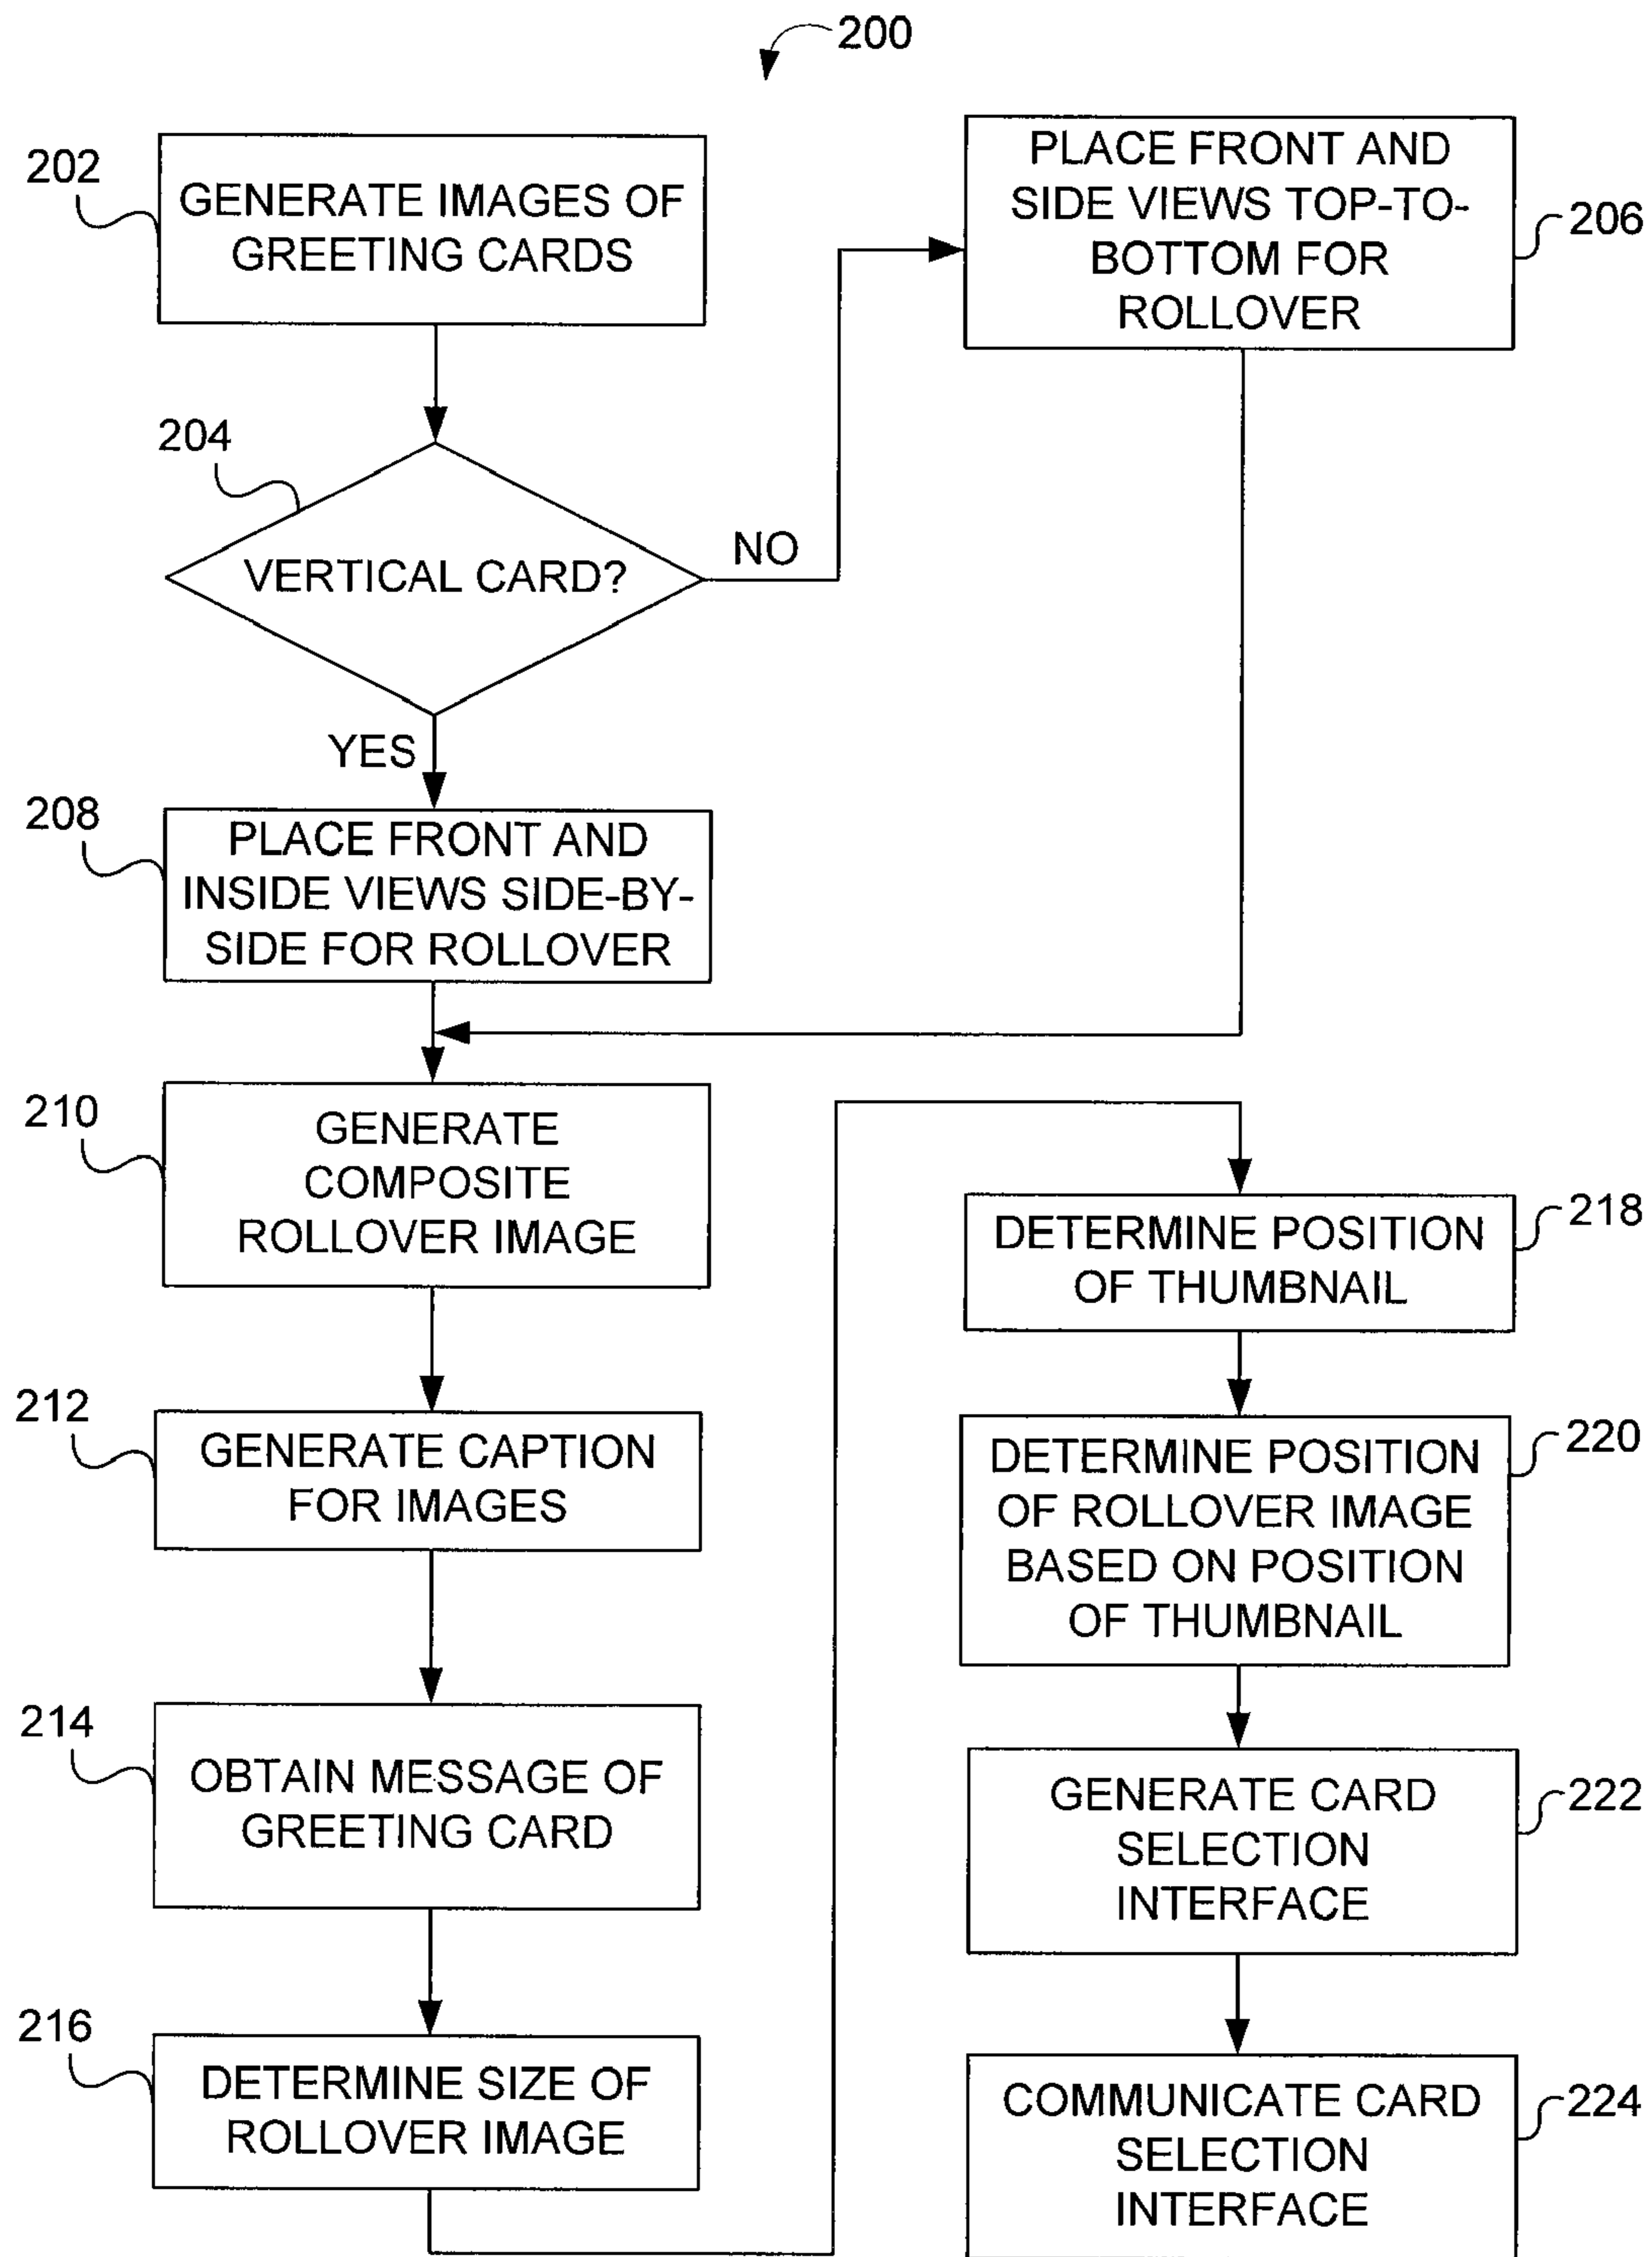 200
202
GENERATE IMAGES OF
GREETING CARDS
204
VERTICAL CARD?
NO
YES
PLACE FRONT AND
SIDE VIEWS TOP-TO-
BOTTOM FOR
ROLLOVER
206
208
PLACE FRONT AND
INSIDE VIEWS SIDE-BY-
SIDE FOR ROLLOVER
210
GENERATE
COMPOSITE
ROLLOVER IMAGE
212
GENERATE CAPTION
FOR IMAGES
214
OBTAIN MESSAGE OF
GREETING CARD
216
DETERMINE SIZE OF
ROLLOVER IMAGE
DETERMINE POSITION
OF THUMBNAIL
218
DETERMINE POSITION
OF ROLLOVER IMAGE
BASED ON POSITION
OF THUMBNAIL
220
GENERATE CARD
SELECTION
INTERFACE
222
COMMUNICATE CARD
SELECTION
INTERFACE
224